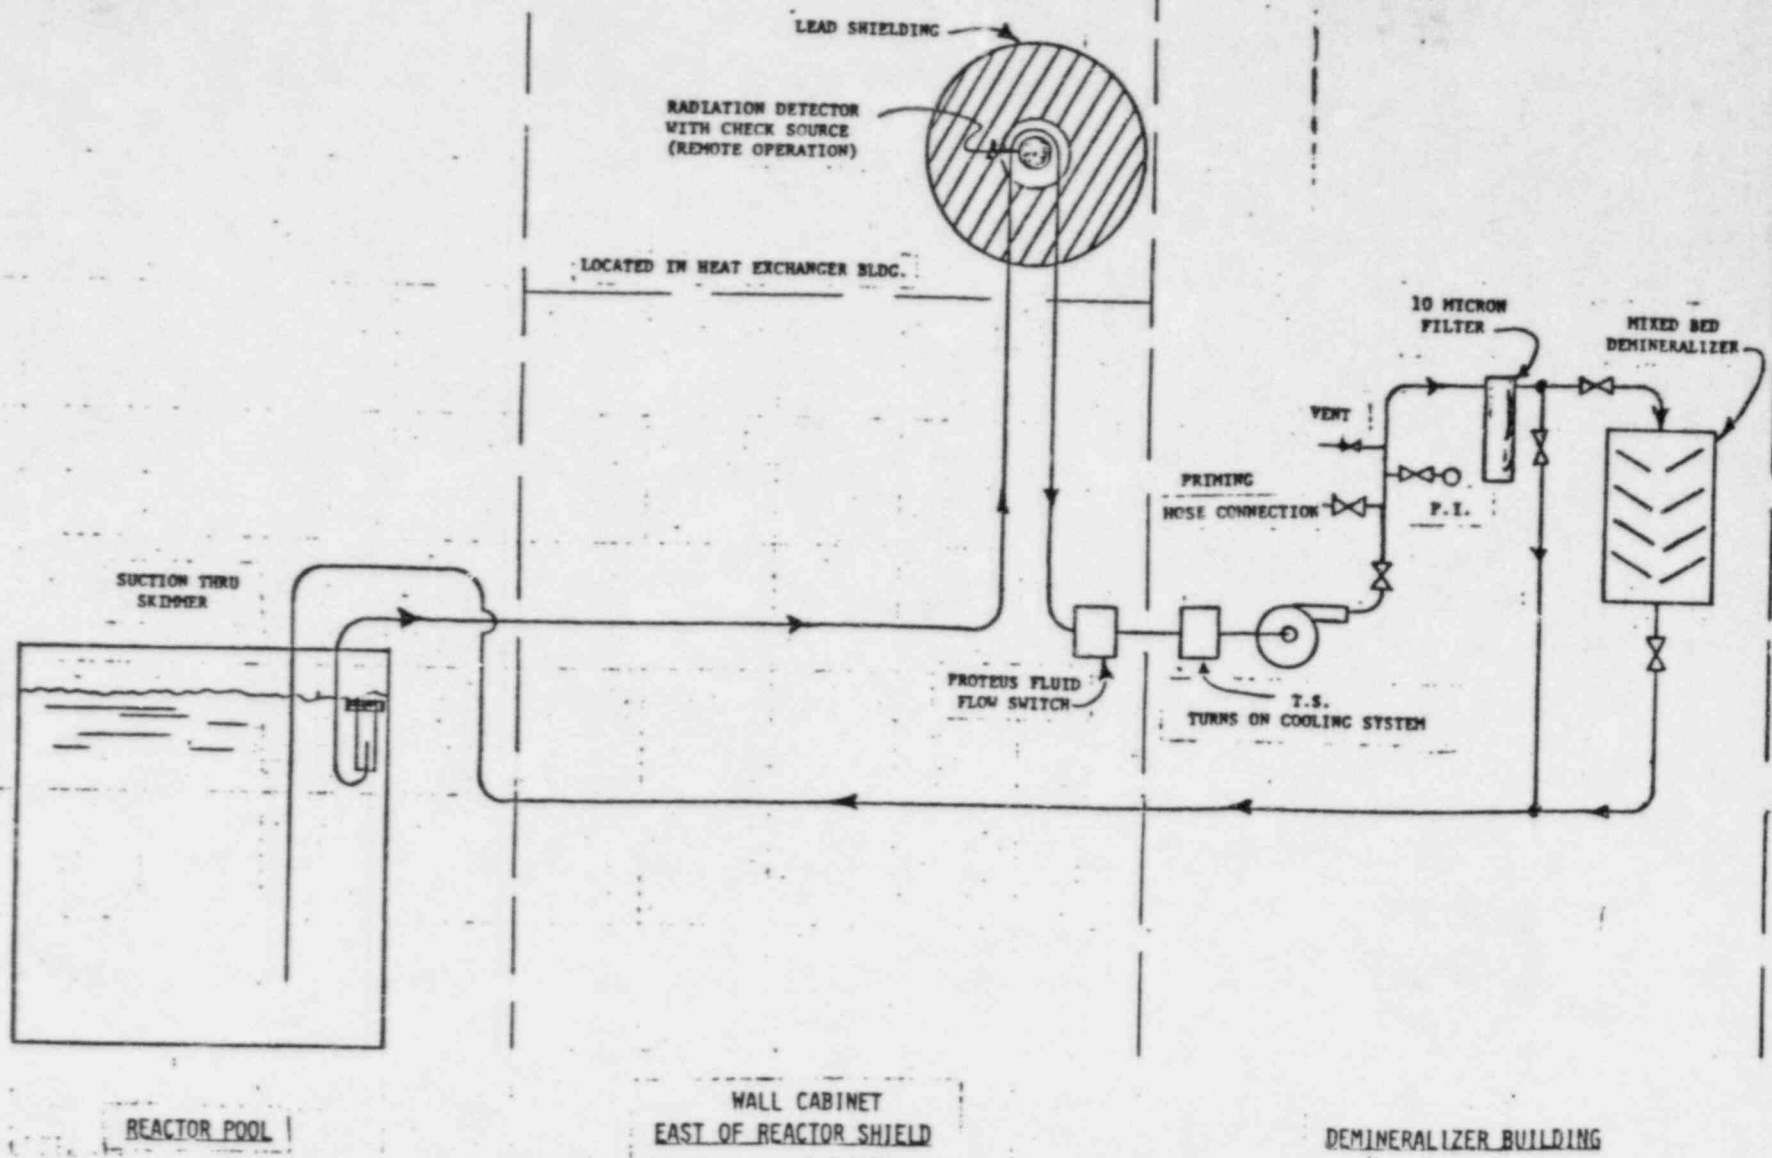 LEAD SHIELDING
RADIATION DETECTOR
WITH CHECK SOURCE
(REMOTE OPERATION)
LOCATED IN HEAT EXCHANGER BLDG.
10 MICRON
FILTER
MIXED BED
DEMINERALIZER
VENT
PRIMING
HOSE CONNECTION
P.I.
SUCTION THRU
SKIMMER
PROTEUS FLUID
FLOW SWITCH
T.S.
TURNS ON COOLING SYSTEM
REACTOR POOL
WALL CABINET
EAST OF REACTOR SHIELD
DEMINERALIZER BUILDING